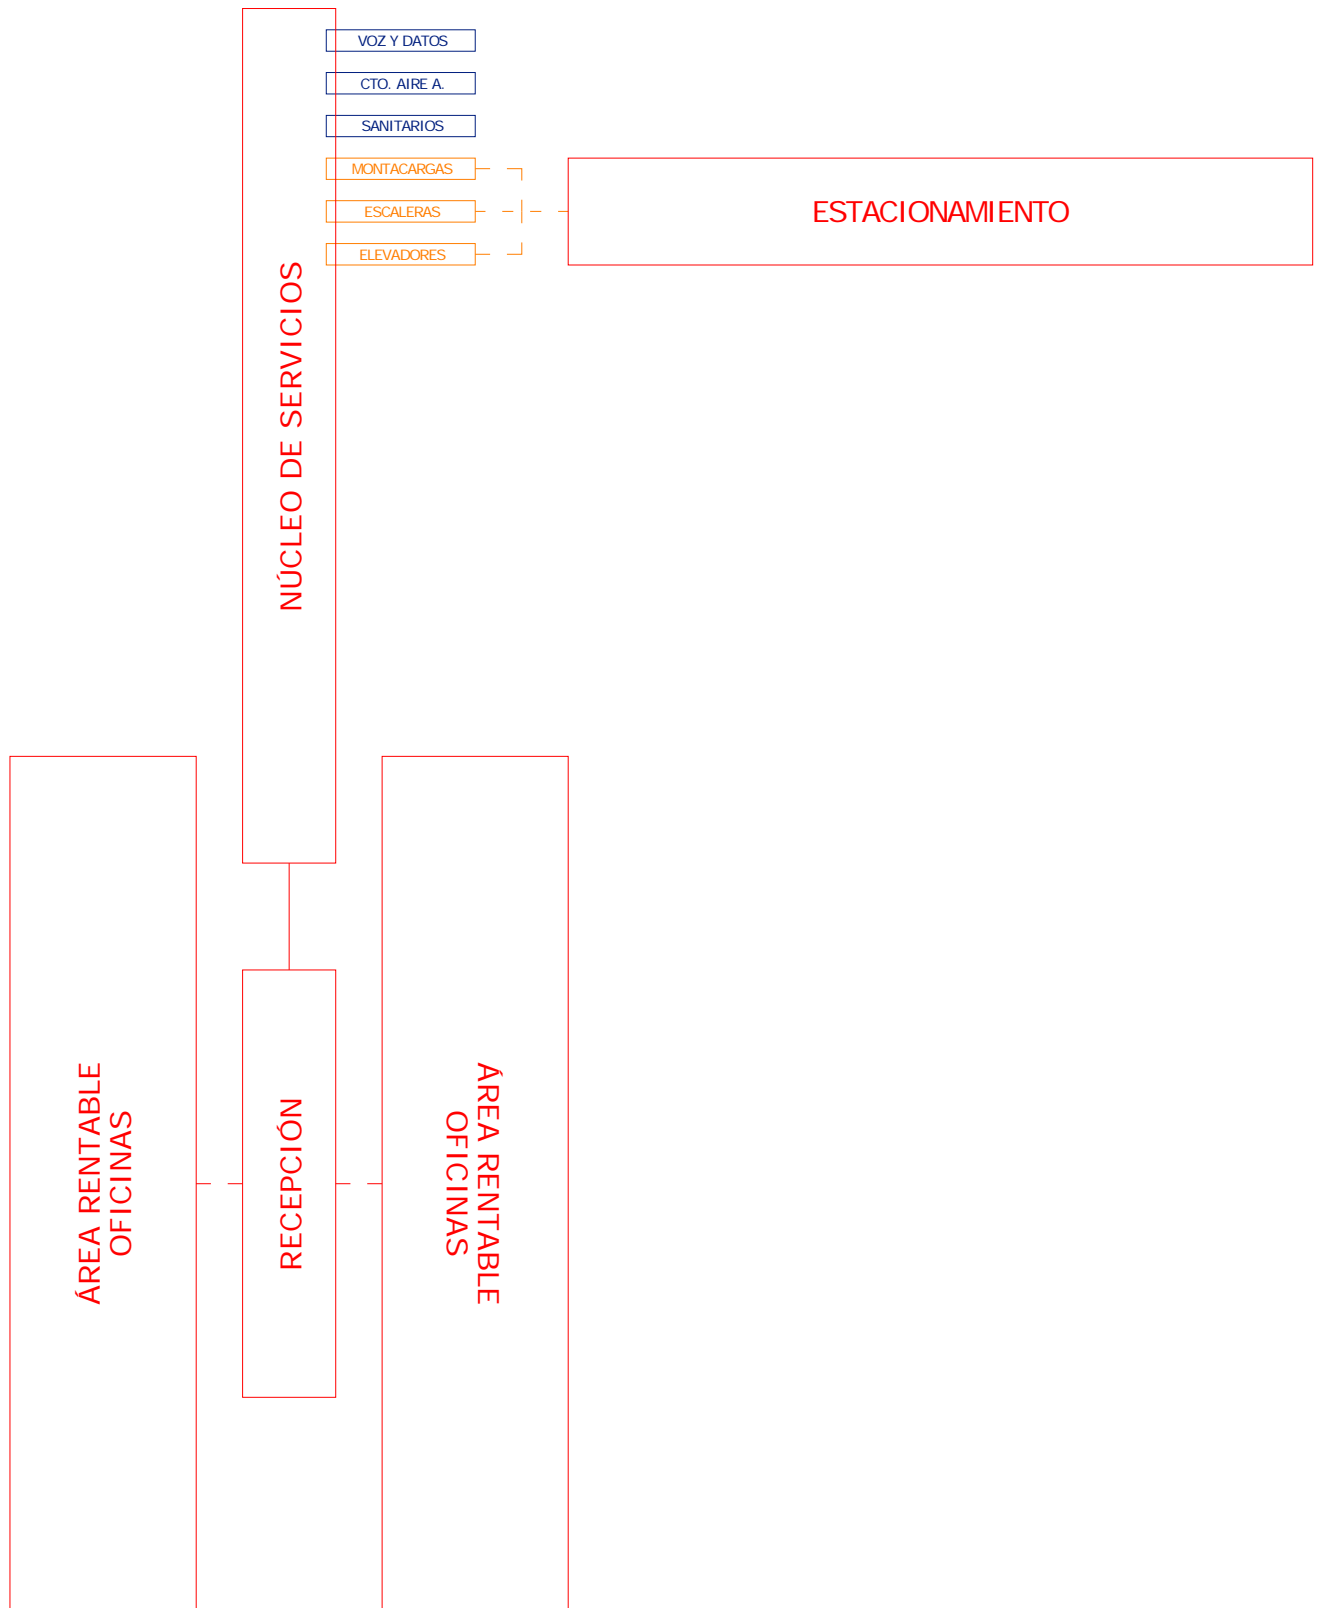 VOZ Y DATOS
CTO. AIRE A.
SANITARIOS
MONTACARGAS
ESCALERAS
ELEVADORES
ESTACIONAMIENTO
NÚCLEO DE SERVICIOS
ÁREA RENTABLE
OFICINAS
RECEPCIÓN
ÁREA RENTABLE
OFICINAS